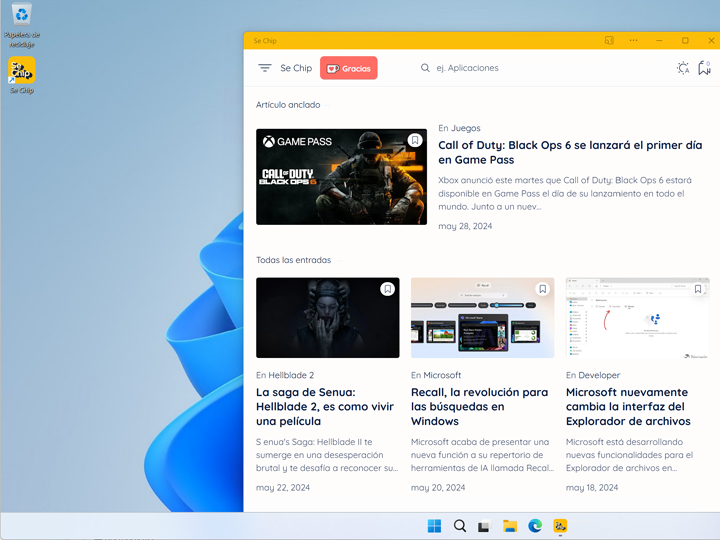 Papelera de
reciclaje
Se
Chip
Se Chip
Se Chip
Se Chip
Gracias
ej. Aplicaciones
Artículo anclado
GAME PASS
CALL OF DUTY
BLACK OPS 6
En Juegos
Call of Duty: Black Ops 6 se lanzará el primer día
en Game Pass
Xbox anunció este martes que Call of Duty: Black Ops 6 estará
disponible en Game Pass el día de su lanzamiento en todo el
mundo. Junto a un nuev...
may 28, 2024
Todas las entradas
En Hellblade 2
La saga de Senua:
Hellblade 2, es como vivir
una película
S enua's Saga: Hellblade II te
sumerge en una desesperación
brutal y te desafía a reconocer su...
may 22, 2024
En Microsoft
Recall, la revolución para
las búsquedas en
Windows
Microsoft acaba de presentar una
nueva función a su repertorio de
herramientas de IA llamada Recal...
may 20, 2024
En Developer
Microsoft nuevamente
cambia la interfaz del
Explorador de archivos
Microsoft está desarrollando
nuevas funcionalidades para el
Explorador de archivos en...
may 18, 2024